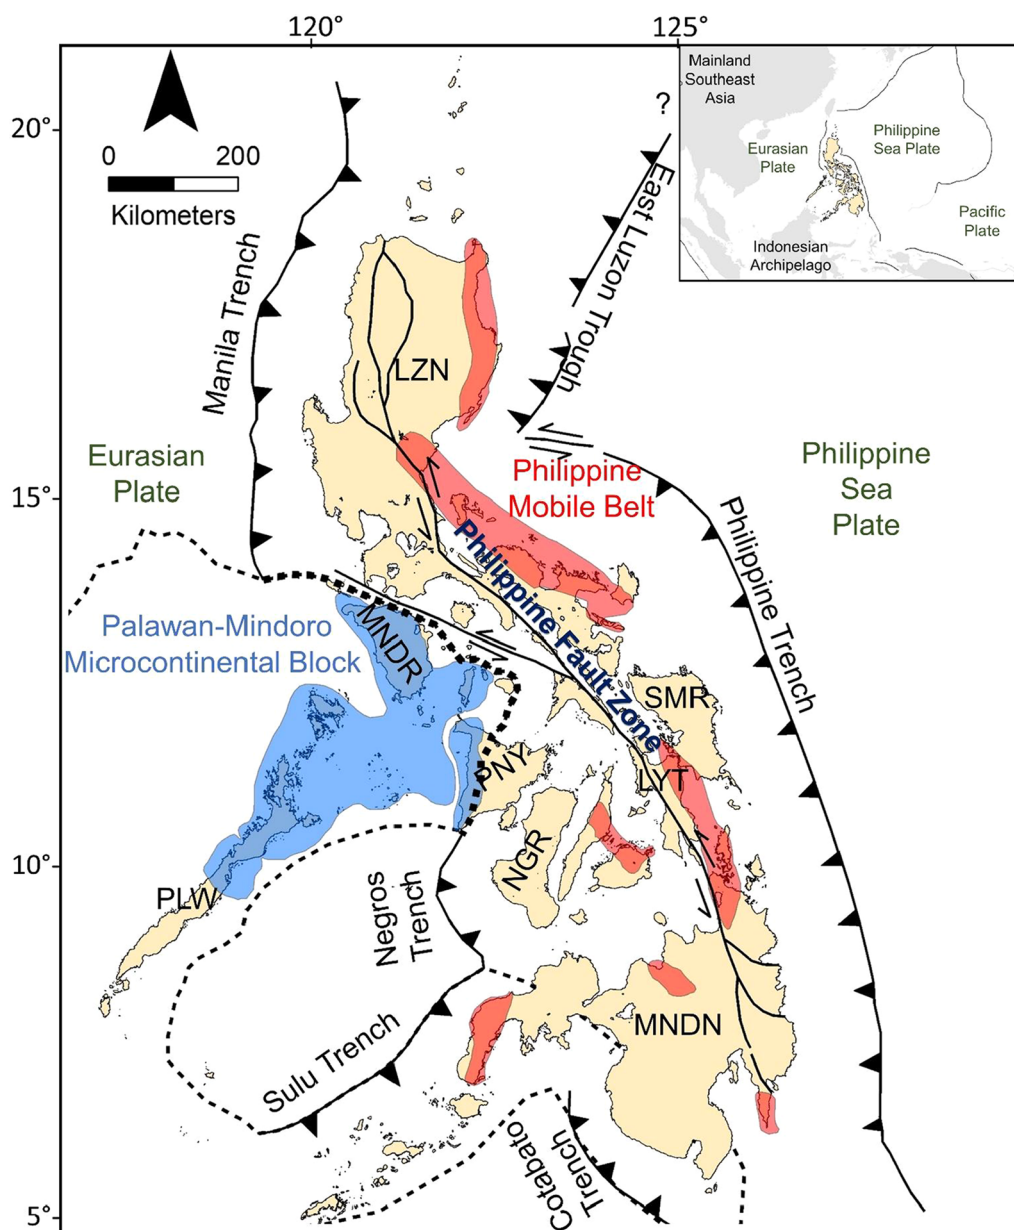 120°
125°
20°
15°
10°
5°
0
200
Kilometers
?
Mainland
Southeast
Asia
Eurasian
Plate
Philippine
Sea Plate
Pacific
Plate
Indonesian
Archipelago
Manila Trench
East Luzon Trough
LZN
Eurasian
Plate
Philippine
Mobile Belt
Philippine
Sea
Plate
Philippine Trench
Philippine Fault Zone
Palawan-Mindoro
Microcontinental Block
MNDR
SMR
PNY
LYT
NGR
PLW
Negros
Trench
MNDN
Sulu Trench
Cotabato
Trench